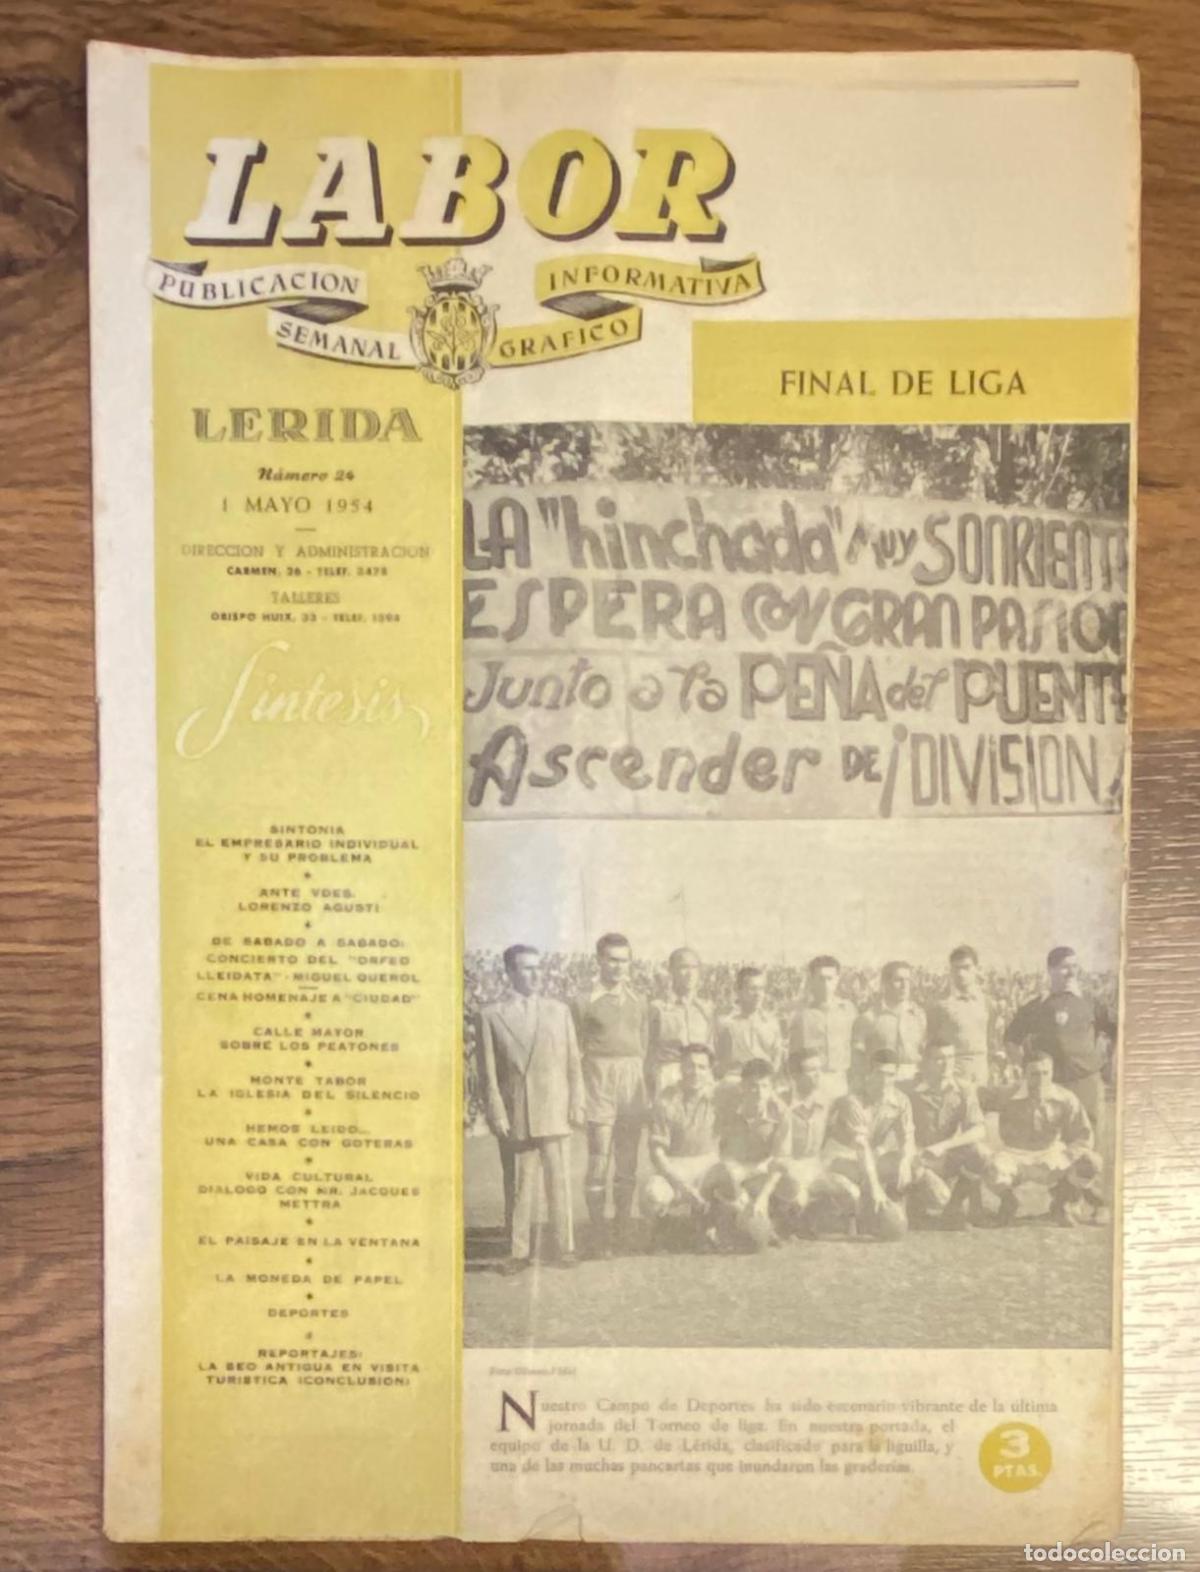 LABOR
PUBLICACION
SEMANAL
GRAFICO
INFORMATIVA
LERIDA
Número 24
1 MAYO 1954
DIRECCION Y ADMINISTRACION
CARMEN, 26 - TELEF. 2478
TALLERES
OBISPO HUIX, 33 - TELEF. 1594
Síntesis
SINTONIA
EL EMPRESARIO INDIVIDUAL
Y SU PROBLEMA
ANTE VDES.
LORENZO AGUSTI
DE SABADO A SABADO:
CONCIERTO DEL "ORFEO
LLEIDATA" - MIGUEL QUEROL
CENA HOMENAJE A "CIUDAD"
CALLE MAYOR
SOBRE LOS PEATONES
MONTE TABOR
LA IGLESIA DEL SILENCIO
HEMOS LEIDO...
UNA CASA CON GOTERAS
VIDA CULTURAL
DIALOGO CON MR. JACQUES
METTRA
EL PAISAJE EN LA VENTANA
LA MONEDA DE PAPEL
DEPORTES
REPORTAJES:
LA SEO ANTIGUA EN VISITA
TURISTICA (CONCLUSION)
FINAL DE LIGA
LA "hinchada" MUY SONRIENTE
ESPERA CON GRAN PASION
Junto a la PEÑA del PUENTE
Ascender DE ¡DIVISION!
Nuestro Campo de Deportes ha sido escenario vibrante de la última
jornada del Torneo de liga. En nuestra portada, el
equipo de la U. D. de Lérida, clasificado para la liguilla, y
una de las muchas pancartas que inundaron las graderías.
3
PTAS.
todocoleccion